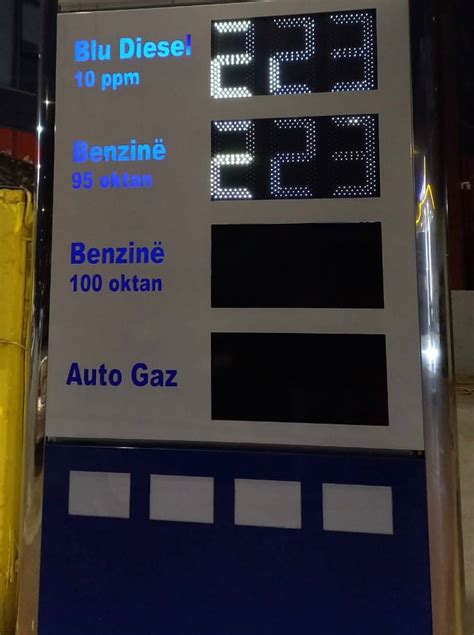 Blu Diesel 223
10 ppm
Benzinë 223
95 oktan
Benzinë
100 oktan
Auto Gaz